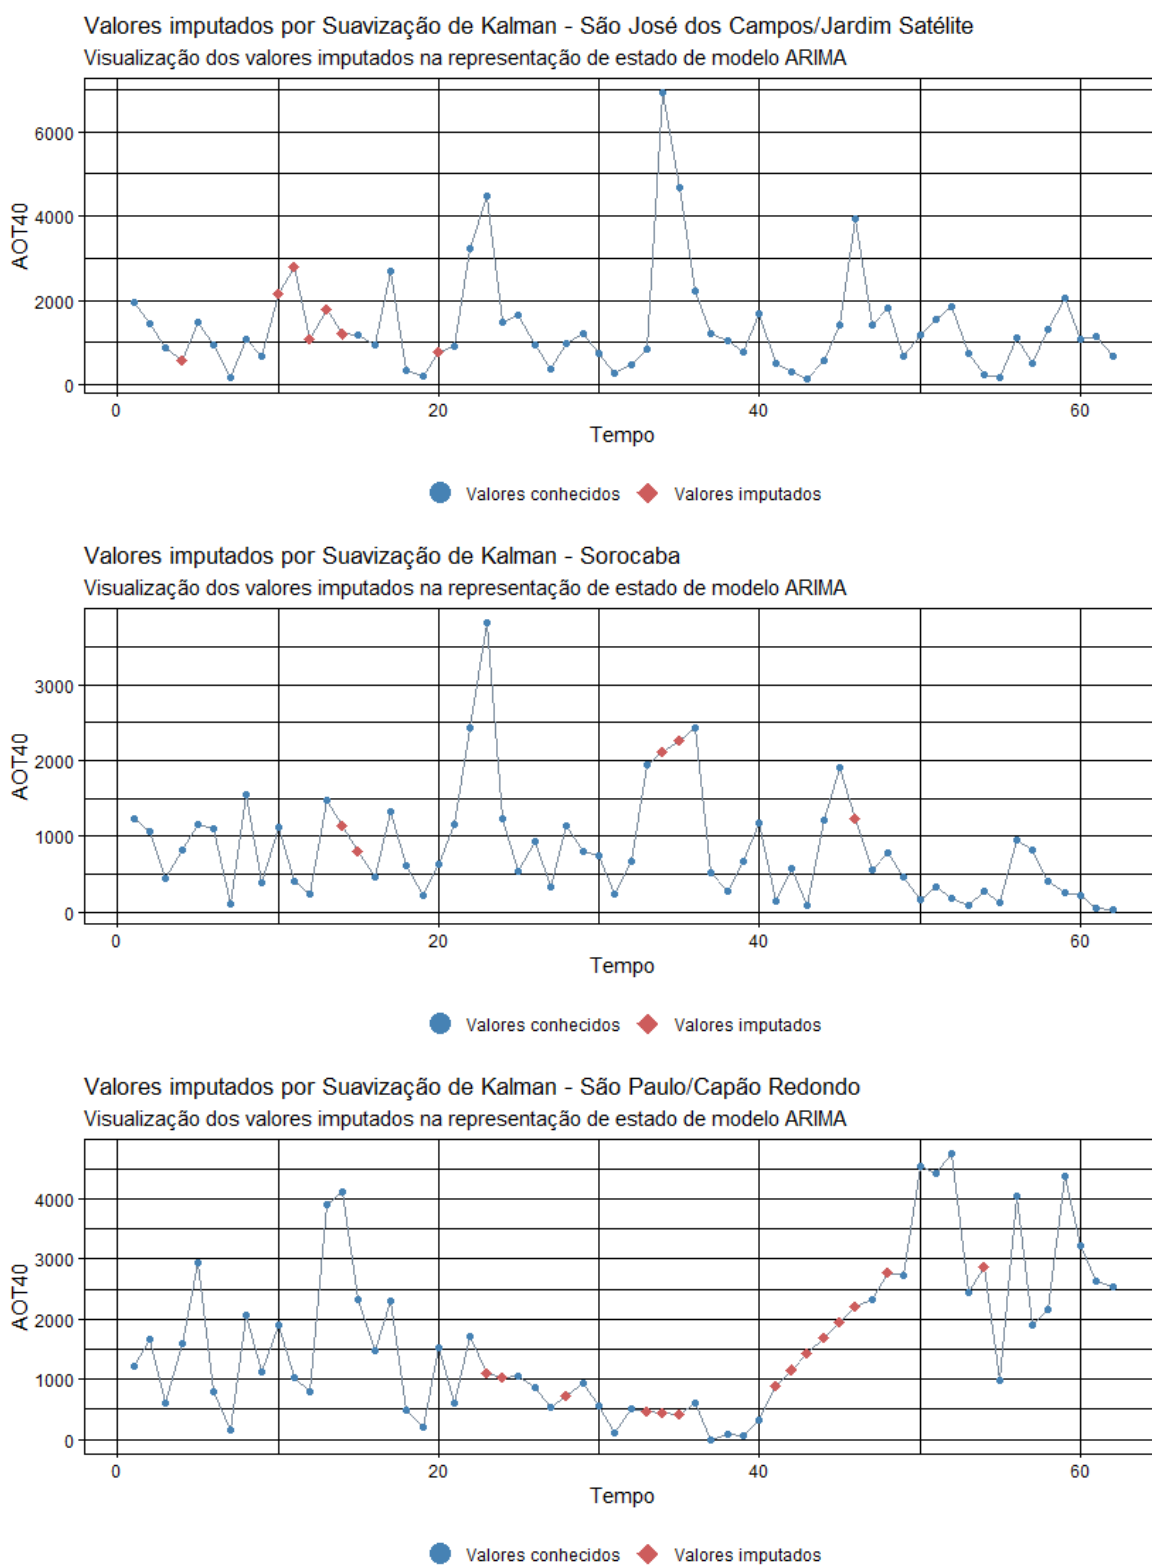 Valores imputados por Suavização de Kalman - São José dos Campos/Jardim Satélite
Visualização dos valores imputados na representação de estado de modelo ARIMA
AOT40
6000
4000
2000
0
0 20 40 60
Tempo
Valores conhecidos Valores imputados
Valores imputados por Suavização de Kalman - Sorocaba
Visualização dos valores imputados na representação de estado de modelo ARIMA
AOT40
3000
2000
1000
0
0 20 40 60
Tempo
Valores conhecidos Valores imputados
Valores imputados por Suavização de Kalman - São Paulo/Capão Redondo
Visualização dos valores imputados na representação de estado de modelo ARIMA
AOT40
4000
3000
2000
1000
0
0 20 40 60
Tempo
Valores conhecidos Valores imputados